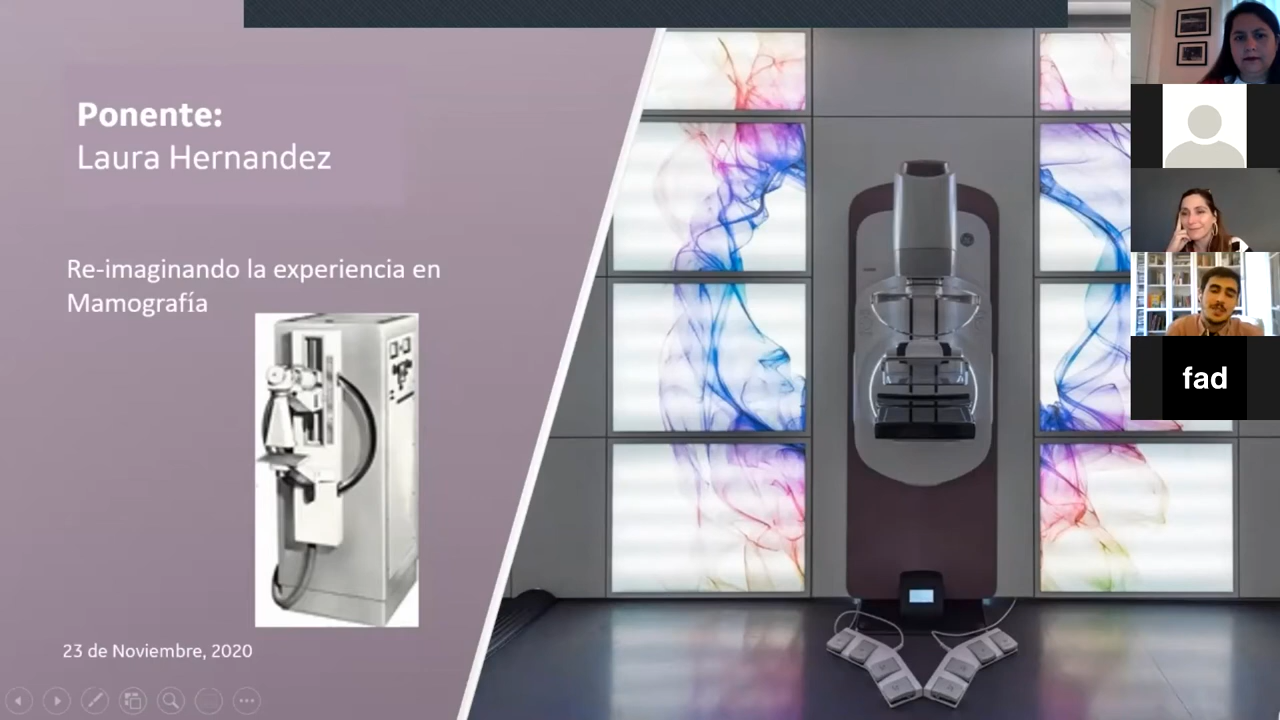 Ponente:
Laura Hernandez
Re-imaginando la experiencia en
Mamografía
23 de Noviembre, 2020
fad